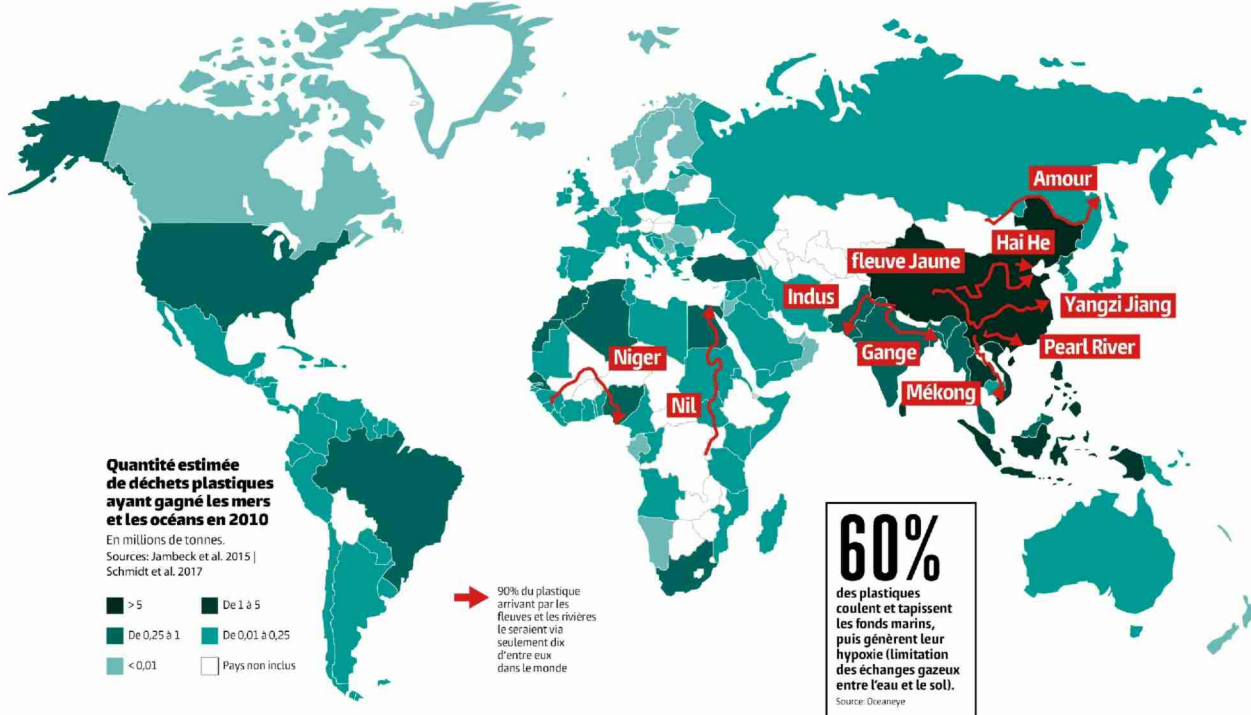 Amour
Hai He
fleuve Jaune
Indus
Yangzi Jiang
Pearl River
Gange
Mékong
Niger
Nil
Quantité estimée
de déchets plastiques
ayant gagné les mers
et les océans en 2010
En millions de tonnes.
Sources: Jambeck et al. 2015 |
Schmidt et al. 2017
> 5
De 1 à 5
De 0,25 à 1
De 0,01 à 0,25
< 0,01
Pays non inclus
90% du plastique
arrivant par les
fleuves et les rivières
le seraient via
seulement dix
d'entre eux
dans le monde
60%
des plastiques
coulent et tapissent
les fonds marins,
puis génèrent leur
hypoxie (limitation
des échanges gazeux
entre l'eau et le sol).
Source: Oceaneye